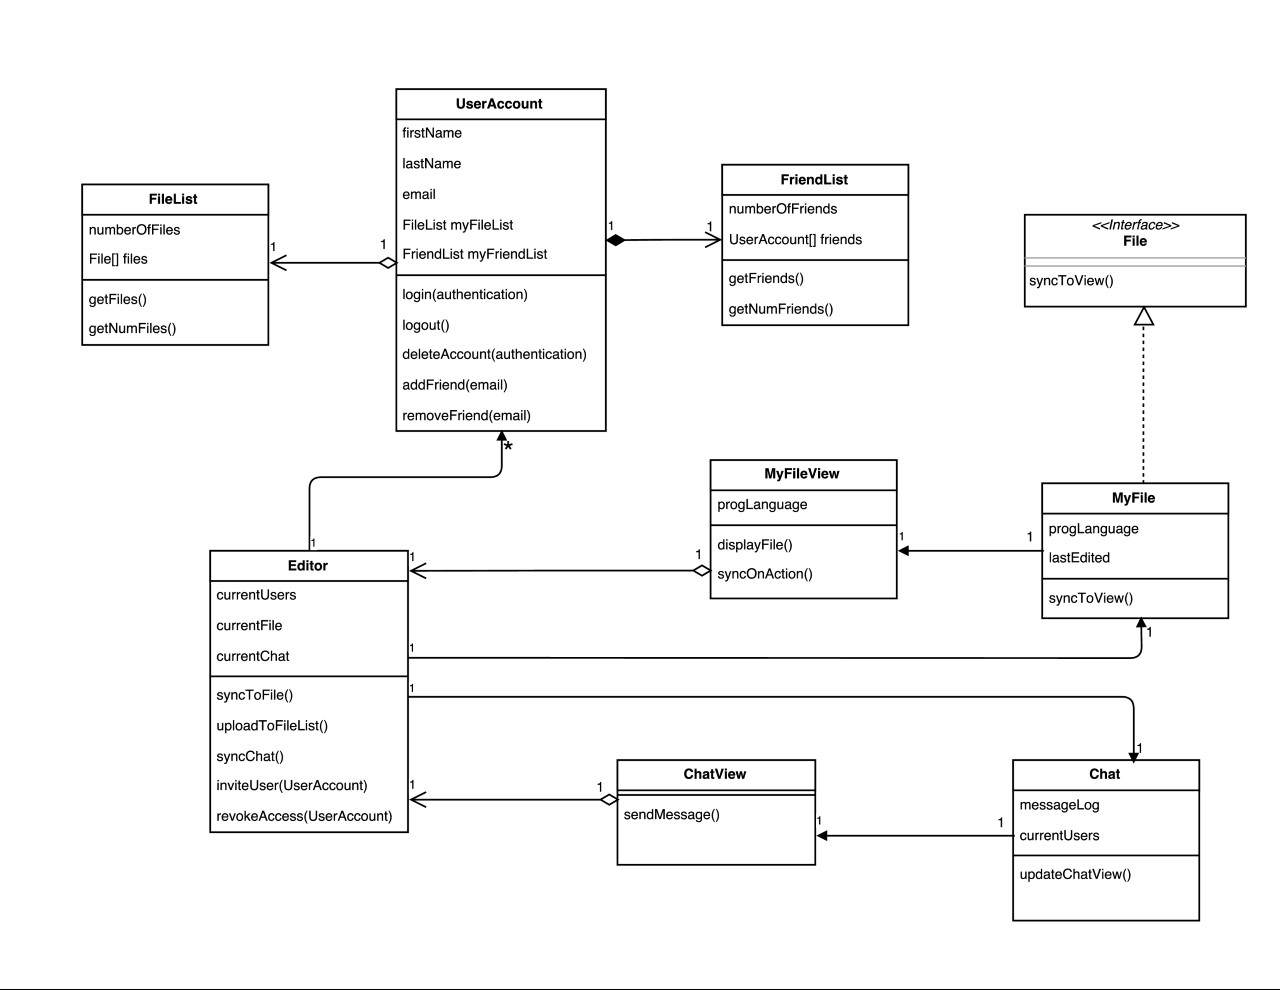 UserAccount
firstName
lastName
email
FileList myFileList
FriendList myFriendList
login(authentication)
logout()
deleteAccount(authentication)
addFriend(email)
removeFriend(email)
FileList
numberOfFiles
File[] files
getFiles()
getNumFiles()
1
1
1
1
FriendList
numberOfFriends
UserAccount[] friends
getFriends()
getNumFriends()
<<Interface>>
File
syncToView()
*
1
MyFileView
progLanguage
displayFile()
syncOnAction()
MyFile
progLanguage
lastEdited
syncToView()
1
1
1
1
Editor
currentUsers
currentFile
currentChat
syncToFile()
uploadToFileList()
syncChat()
inviteUser(UserAccount)
revokeAccess(UserAccount)
1
1
1
1
1
1
ChatView
sendMessage()
Chat
messageLog
currentUsers
updateChatView()
1
1